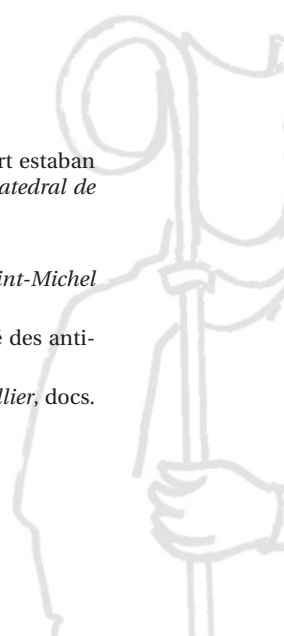 rt estaban
atedral de
int-Michel
é des anti-
llier, docs.